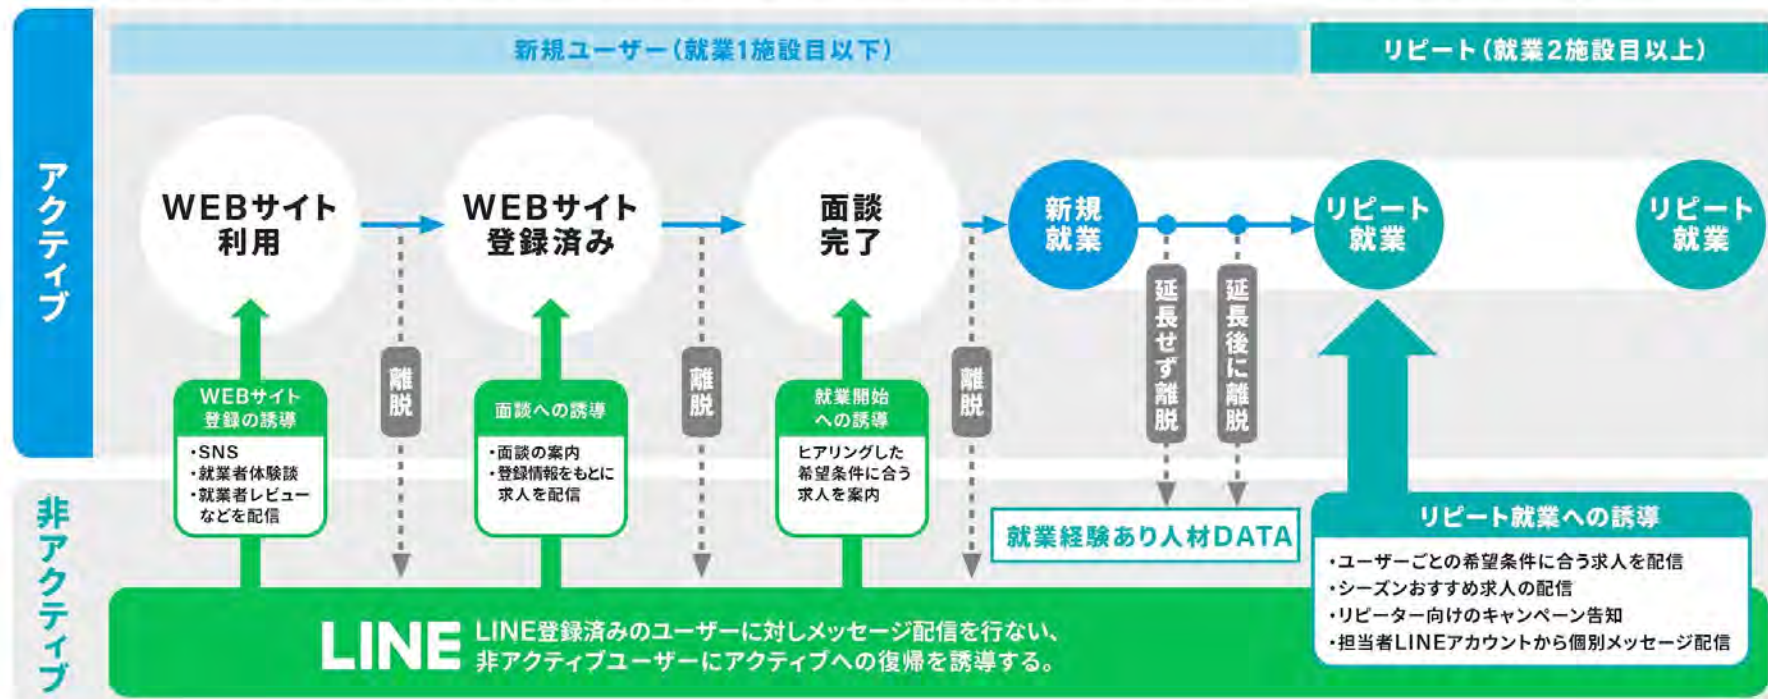 新規ユーザー（就業1施設目以下）
リピート（就業2施設目以上）
アクティブ
WEBサイト
利用
WEBサイト
登録済み
面談
完了
新規
就業
リピート
就業
リピート
就業
離脱
離脱
離脱
延長せず離脱
延長後に離脱
WEBサイト
登録の誘導
・SNS
・就業者体験談
・就業者レビュー
などを配信
面談への誘導
・面談の案内
・登録情報をもとに
求人を配信
就業開始
への誘導
ヒアリングした
希望条件に合う
求人を案内
非アクティブ
就業経験あり人材DATA
リピート就業への誘導
・ユーザーごとの希望条件に合う求人を配信
・シーズンおすすめ求人の配信
・リピーター向けのキャンペーン告知
・担当者LINEアカウントから個別メッセージ配信
LINE
LINE登録済みのユーザーに対しメッセージ配信を行ない、
非アクティブユーザーにアクティブへの復帰を誘導する。